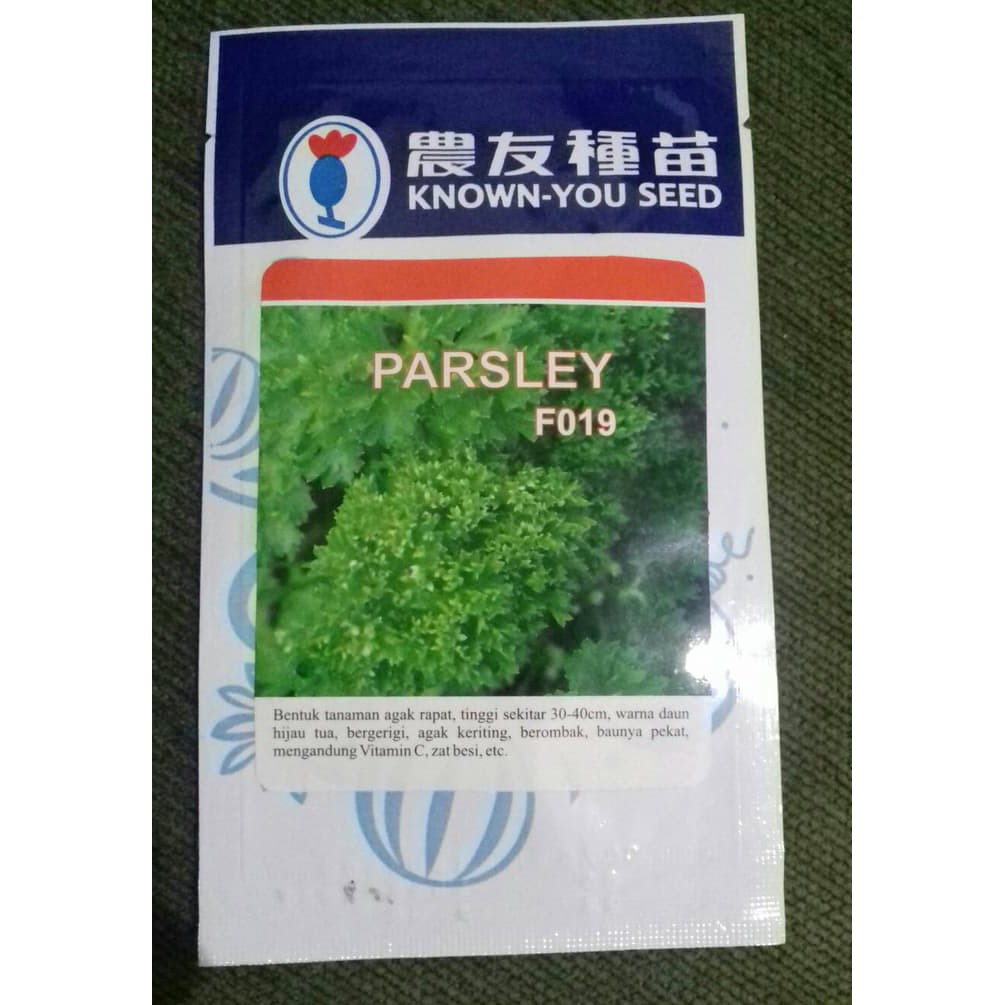 農友種苗
KNOWN-YOU SEED
PARSLEY
F019
Bentuk tanaman agak rapat, tinggi sekitar 30-40cm, warna daun
hijau tua, bergerigi, agak keriting, berombak, baunya pekat,
mengandung Vitamin C, zat besi, etc.